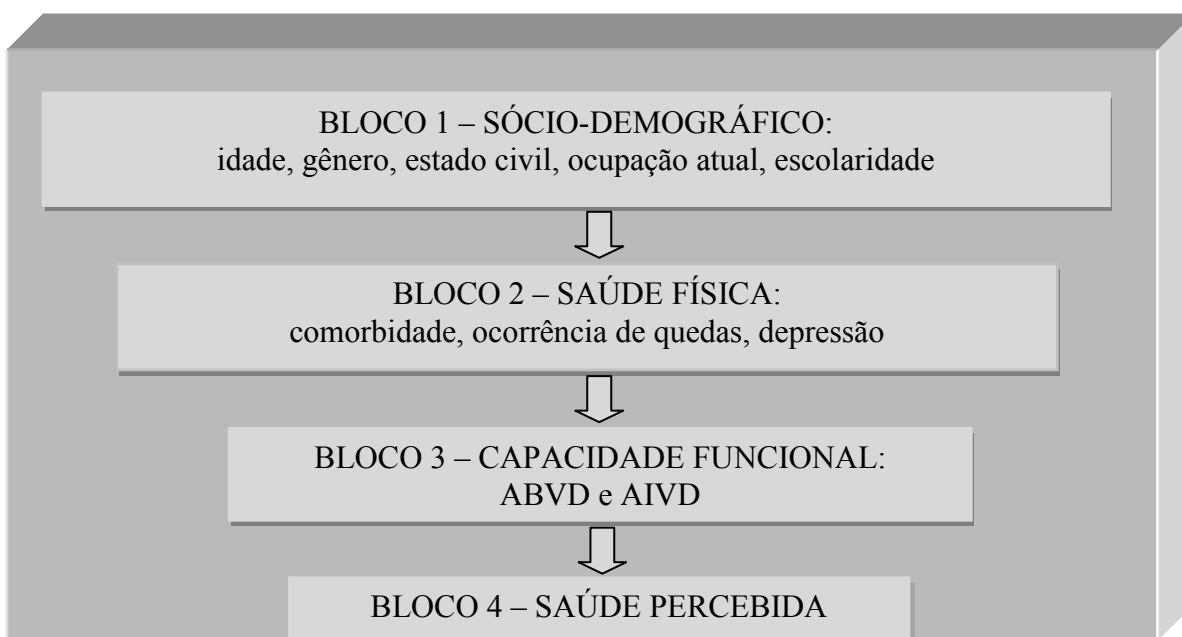 BLOCO 1 – SÓCIO-DEMOGRÁFICO:
idade, gênero, estado civil, ocupação atual, escolaridade
BLOCO 2 – SAÚDE FÍSICA:
comorbidade, ocorrência de quedas, depressão
BLOCO 3 – CAPACIDADE FUNCIONAL:
ABVD e AIVD
BLOCO 4 – SAÚDE PERCEBIDA